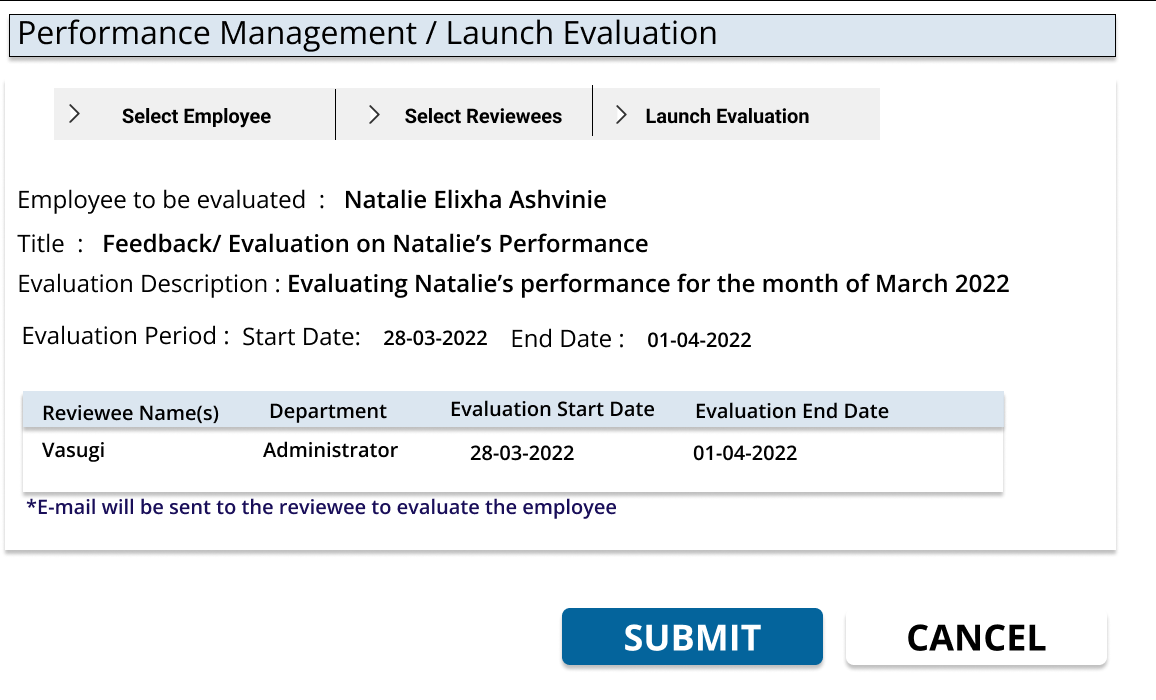 Performance Management / Launch Evaluation
Select Employee Select Reviewees Launch Evaluation
Employee to be evaluated : Natalie Elixha Ashvinie
Title : Feedback/ Evaluation on Natalie’s Performance
Evaluation Description : Evaluating Natalie’s performance for the month of March 2022
Evaluation Period : Start Date: 28-03-2022 End Date : 01-04-2022
Reviewee Name(s) Department Evaluation Start Date Evaluation End Date
Vasugi Administrator 28-03-2022 01-04-2022
*E-mail will be sent to the reviewee to evaluate the employee
SUBMIT CANCEL